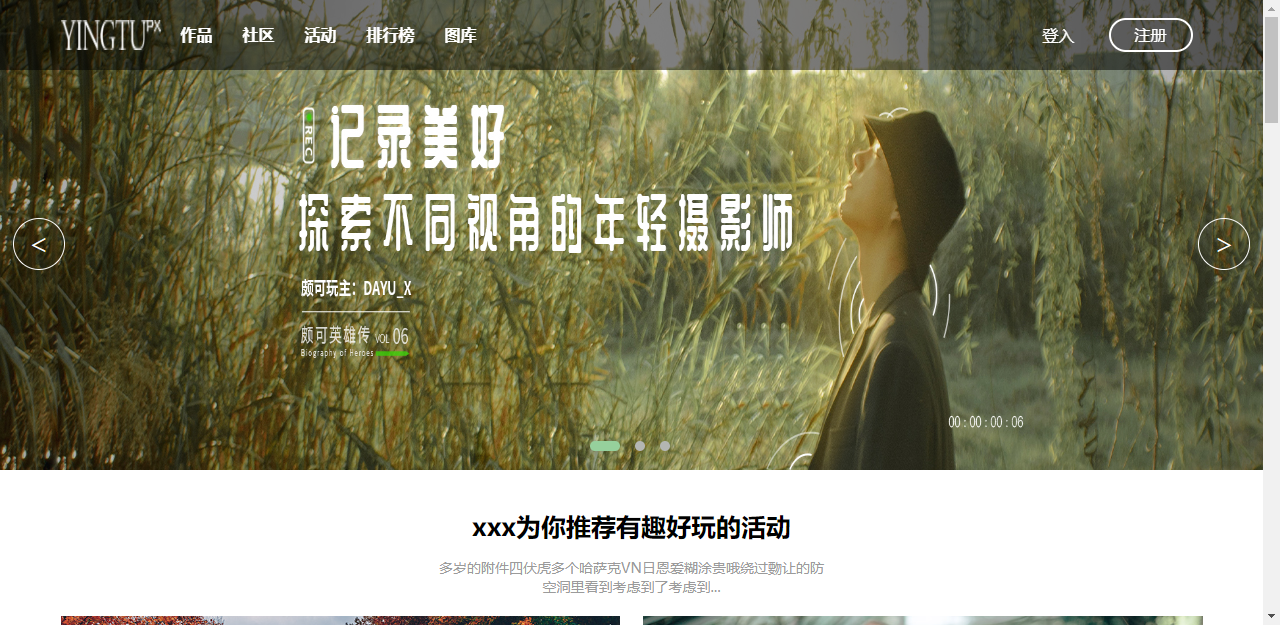 YINGTUPX 作品 社区 活动 排行榜 图库 登入 注册
REC 记录美好
探索不同视角的年轻摄影师
< >
颇可玩主：DAYU_X
颇可英雄传 VOL 06
Biography of Heroes
00 : 00 : 00 : 06
xxx为你推荐有趣好玩的活动
多岁的附件四伏虎多个哈萨克VN日恩爱糊涂贵哦绕过勠让的防
空洞里看到考虑到了考虑到...